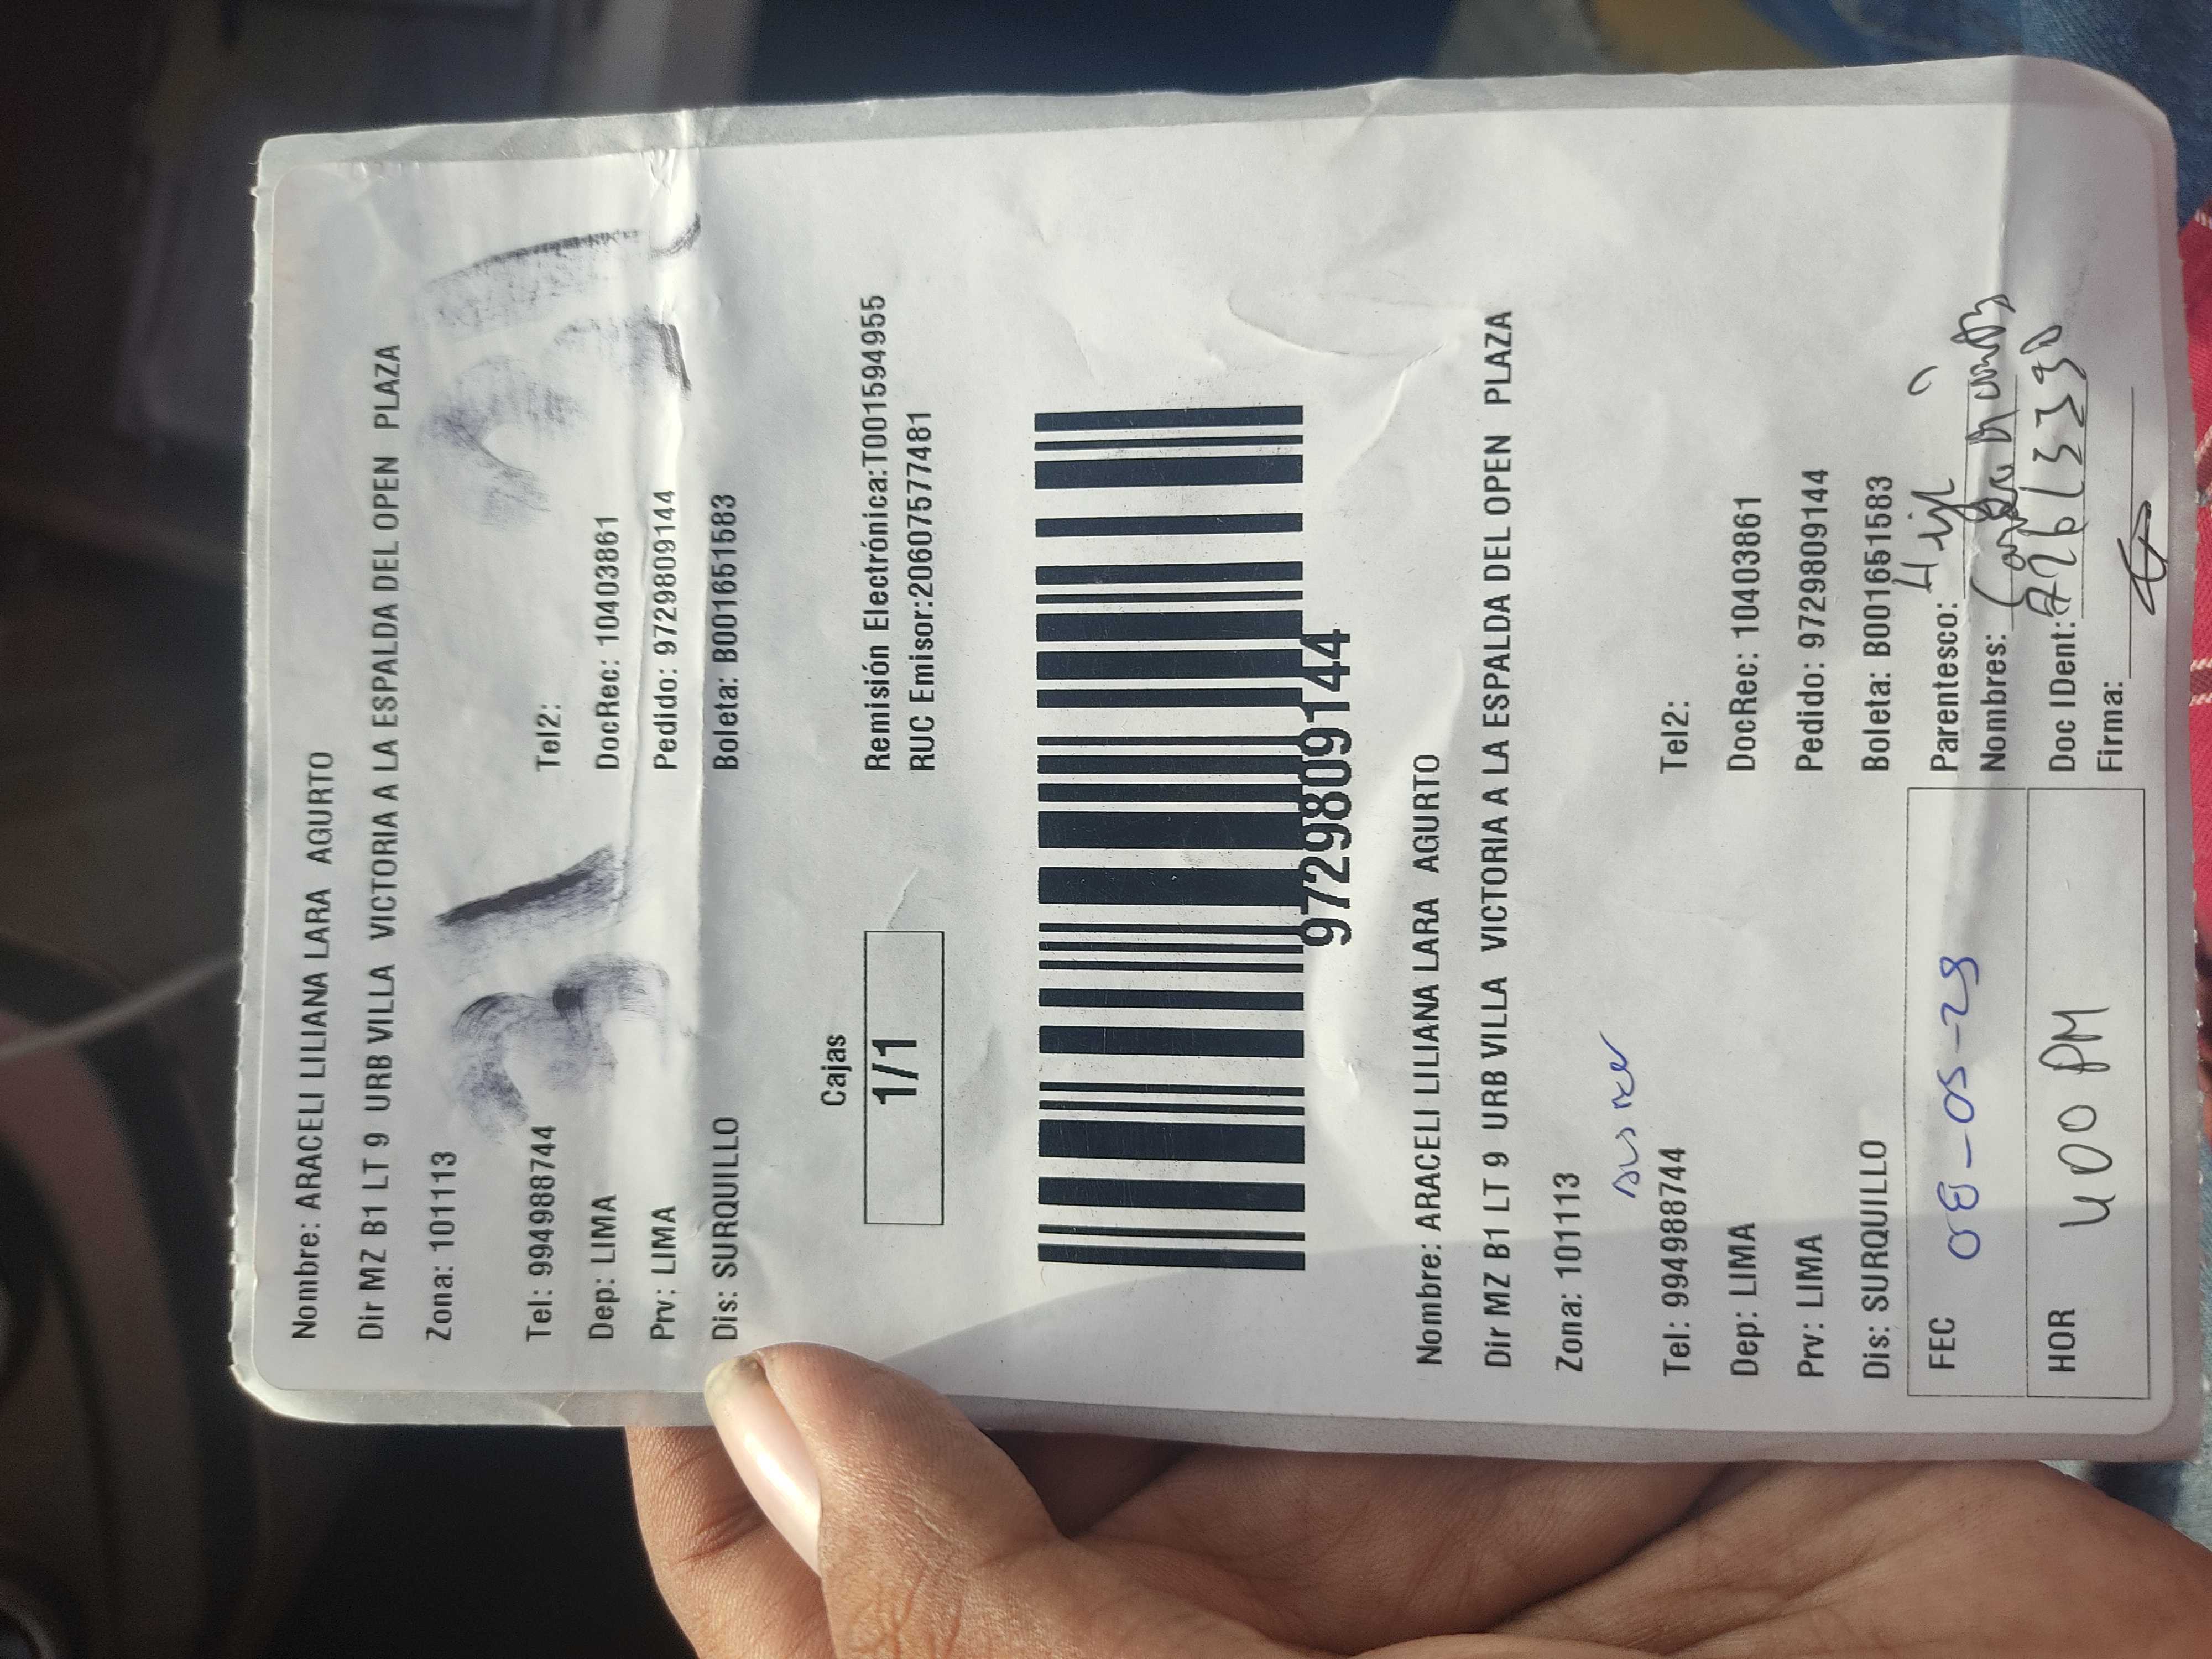 Nombre: ARACELI LILIANA LARA AGURTO
Dir MZ B1 LT 9 URB VILLA VICTORIA A LA ESPALDA DEL OPEN PLAZA
Zona: 101113
Tel: 994988744 Tel2:
Dep: LIMA DocRec: 10403861
Prv: LIMA Pedido: 9729809144
Dis: SURQUILLO Boleta: B001651583
Cajas
1/1
Remisión Electrónica:T001594955
RUC Emisor:20607577481
9729809144
Nombre: ARACELI LILIANA LARA AGURTO
Dir MZ B1 LT 9 URB VILLA VICTORIA A LA ESPALDA DEL OPEN PLAZA
Zona: 101113
Tel: 994988744 Tel2:
Dep: LIMA DocRec: 10403861
Prv: LIMA Pedido: 9729809144
Dis: SURQUILLO Boleta: B001651583
FEC 08-05-29 Parentesco:
Nombres:
HOR 400 PM Doc IDent:
Firma: